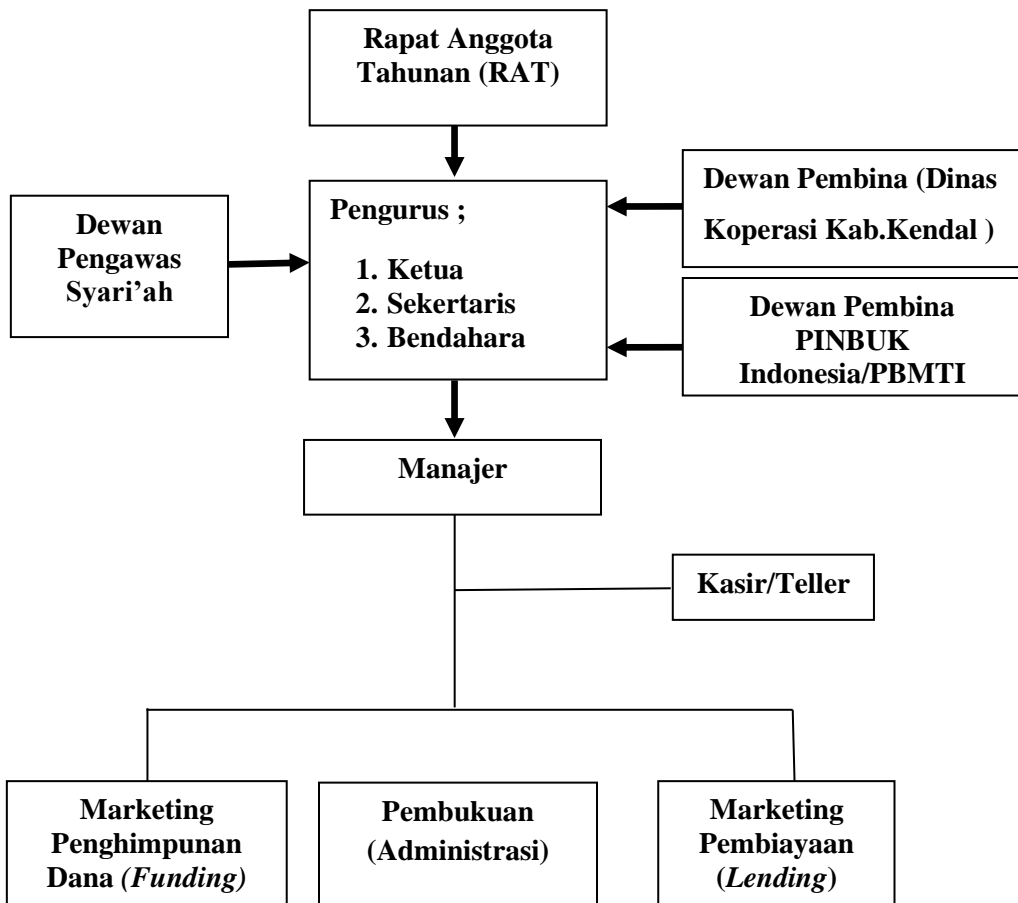 Rapat Anggota
Tahunan (RAT)
Dewan
Pengawas
Syari’ah
Pengurus ;
1. Ketua
2. Sekertaris
3. Bendahara
Dewan Pembina (Dinas
Koperasi Kab.Kendal )
Dewan Pembina
PINBUK
Indonesia/PBMTI
Manajer
Kasir/Teller
Marketing
Penghimpunan
Dana (Funding)
Pembukuan
(Administrasi)
Marketing
Pembiayaan
(Lending)